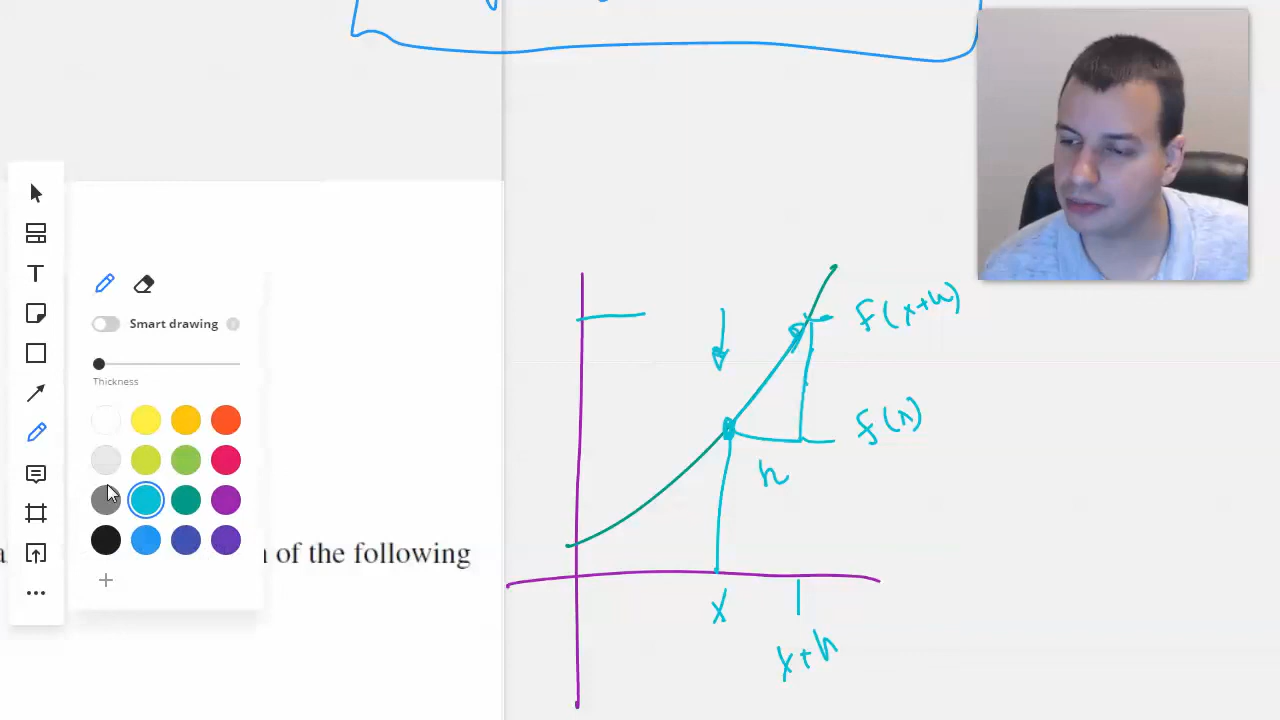 Smart drawing
Thickness
f(x+h)
f(x)
h
n of the following
x
x+h